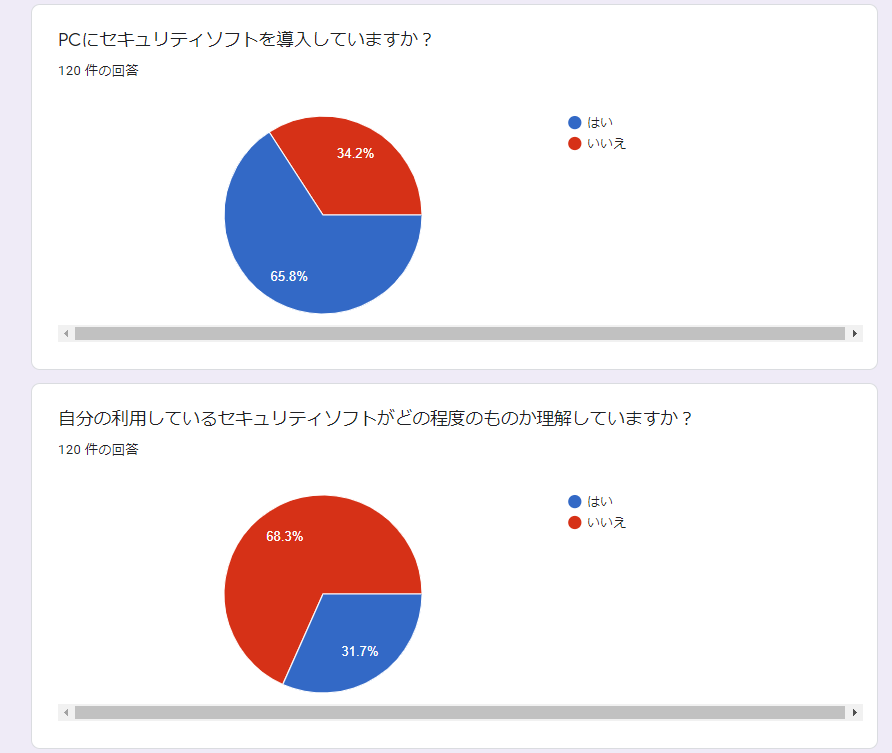 PCにセキュリティソフトを導入していますか？
120 件の回答
はい
いいえ
34.2%
65.8%
自分の利用しているセキュリティソフトがどの程度のものか理解していますか？
120 件の回答
はい
いいえ
68.3%
31.7%